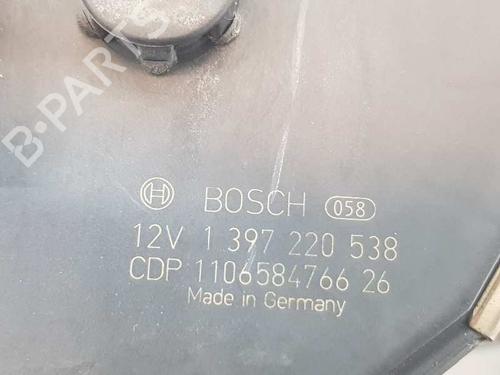 B-PARTS
BOSCH 058
12V 1 397 220 538
CDP 1106584766 26
Made in Germany